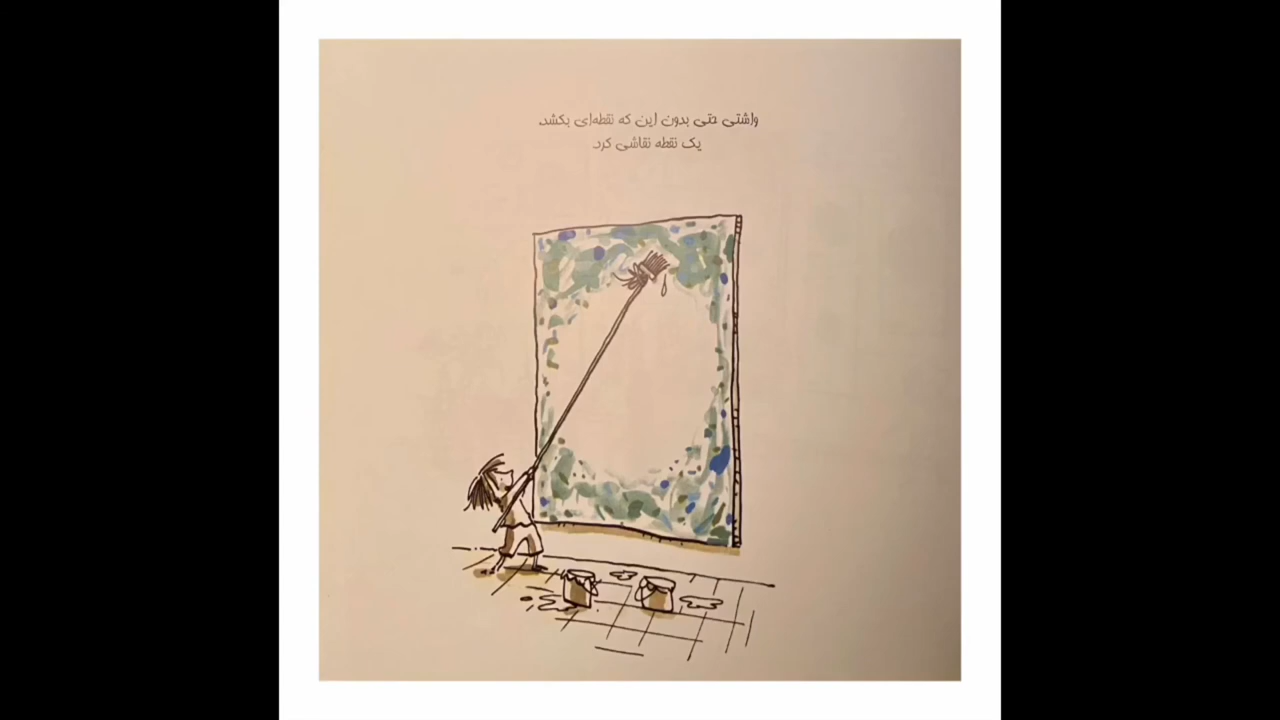 واشتی حتی بدون این که نقطه‌ای بکشد،
یک نقطه نقاشی کرد